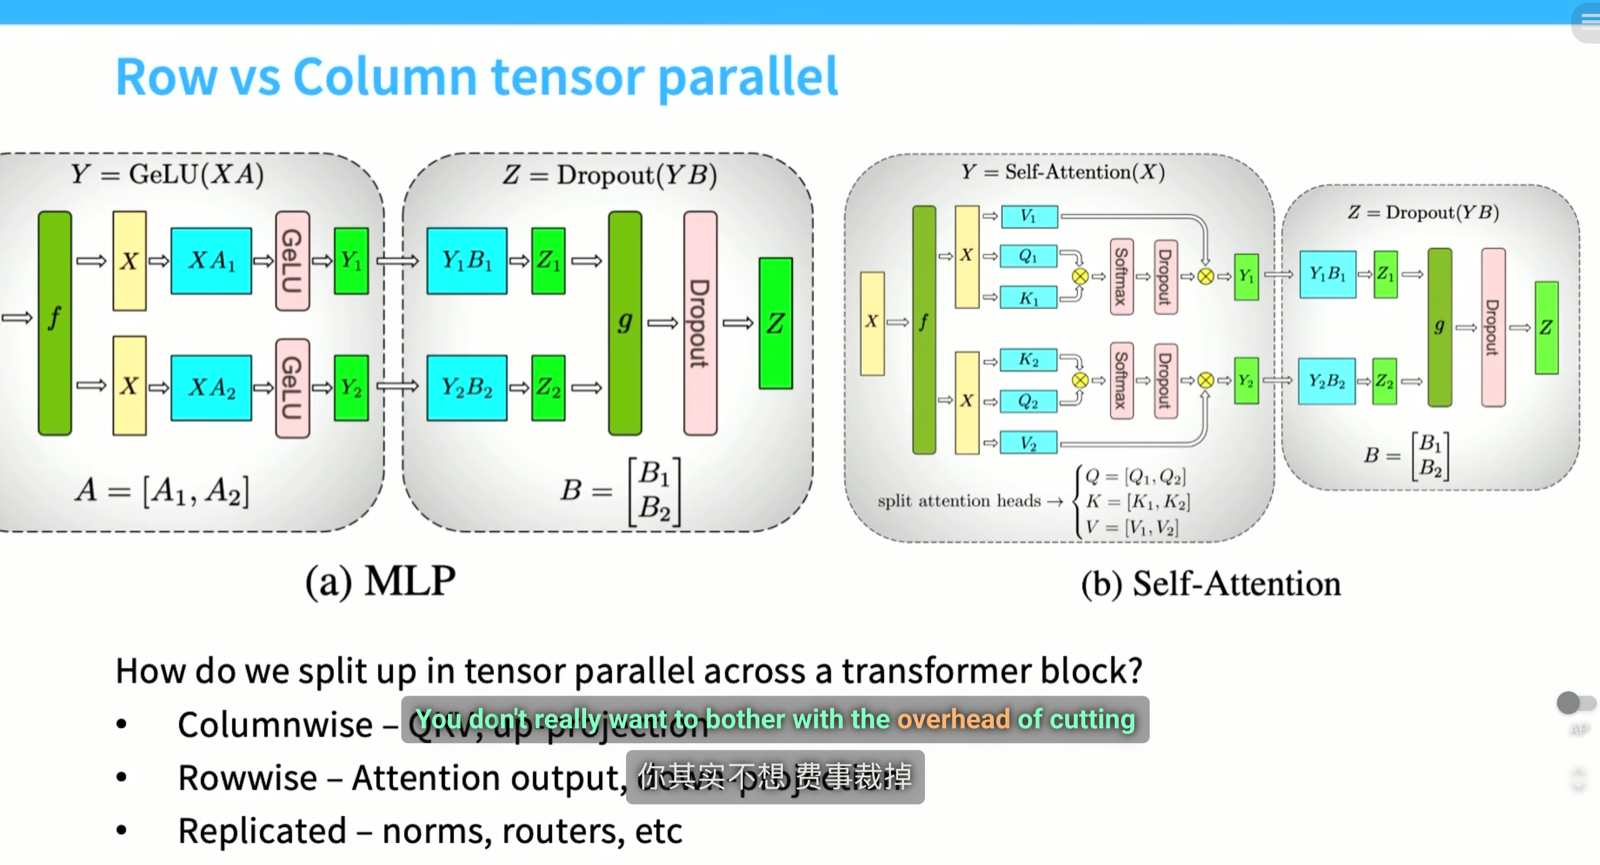 Row vs Column tensor parallel
Y = GeLU(XA)
f
X
XA₁
GeLU
Y₁
X
XA₂
GeLU
Y₂
A = [A₁, A₂]
Z = Dropout(YB)
Y₁B₁
Z₁
Y₂B₂
Z₂
g
Dropout
Z
B = [B₁
B₂]
(a) MLP
Y = Self-Attention(X)
X
f
X
V₁
Q₁
K₁
Softmax
Dropout
Y₁
X
K₂
Q₂
V₂
Softmax
Dropout
Y₂
split attention heads → { Q = [Q₁, Q₂]
K = [K₁, K₂]
V = [V₁, V₂]
Z = Dropout(YB)
Y₁B₁
Z₁
Y₂B₂
Z₂
g
Dropout
Z
B = [B₁
B₂]
(b) Self-Attention
How do we split up in tensor parallel across a transformer block?
• Columnwise – QKV, up-projection
You don't really want to bother with the overhead of cutting
• Rowwise – Attention output,
你其实不想 费事裁掉
• Replicated – norms, routers, etc
AP